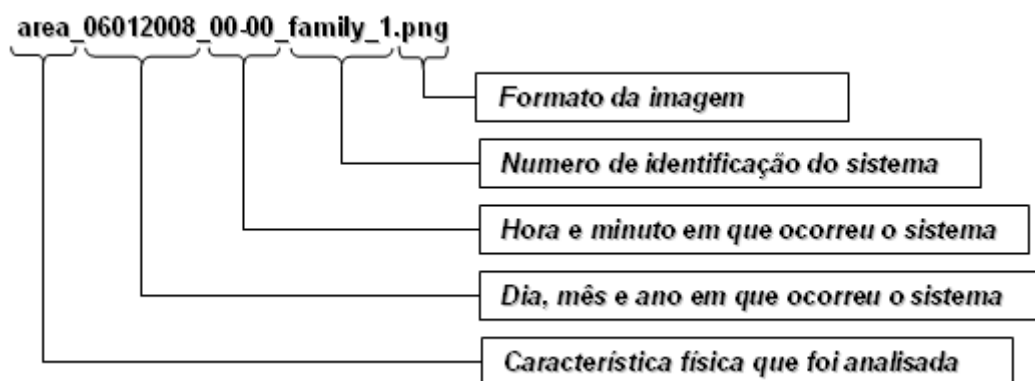 area_06012008_00-00_family_1.png
Formato da imagem
Numero de identificação do sistema
Hora e minuto em que ocorreu o sistema
Dia, mês e ano em que ocorreu o sistema
Característica física que foi analisada